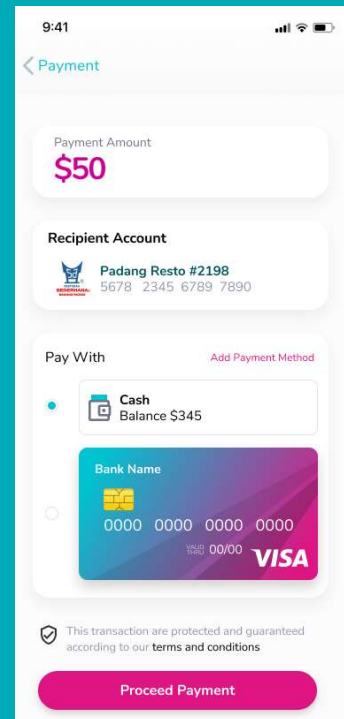 9:41
Payment
Payment Amount
$50
Recipient Account
Padang Resto #2198
5678 2345 6789 7890
Pay With
Add Payment Method
Cash
Balance $345
Bank Name
0000 0000 0000 0000
VALID
THRU 00/00
VISA
This transaction are protected and guaranteed
according to our terms and conditions
Proceed Payment